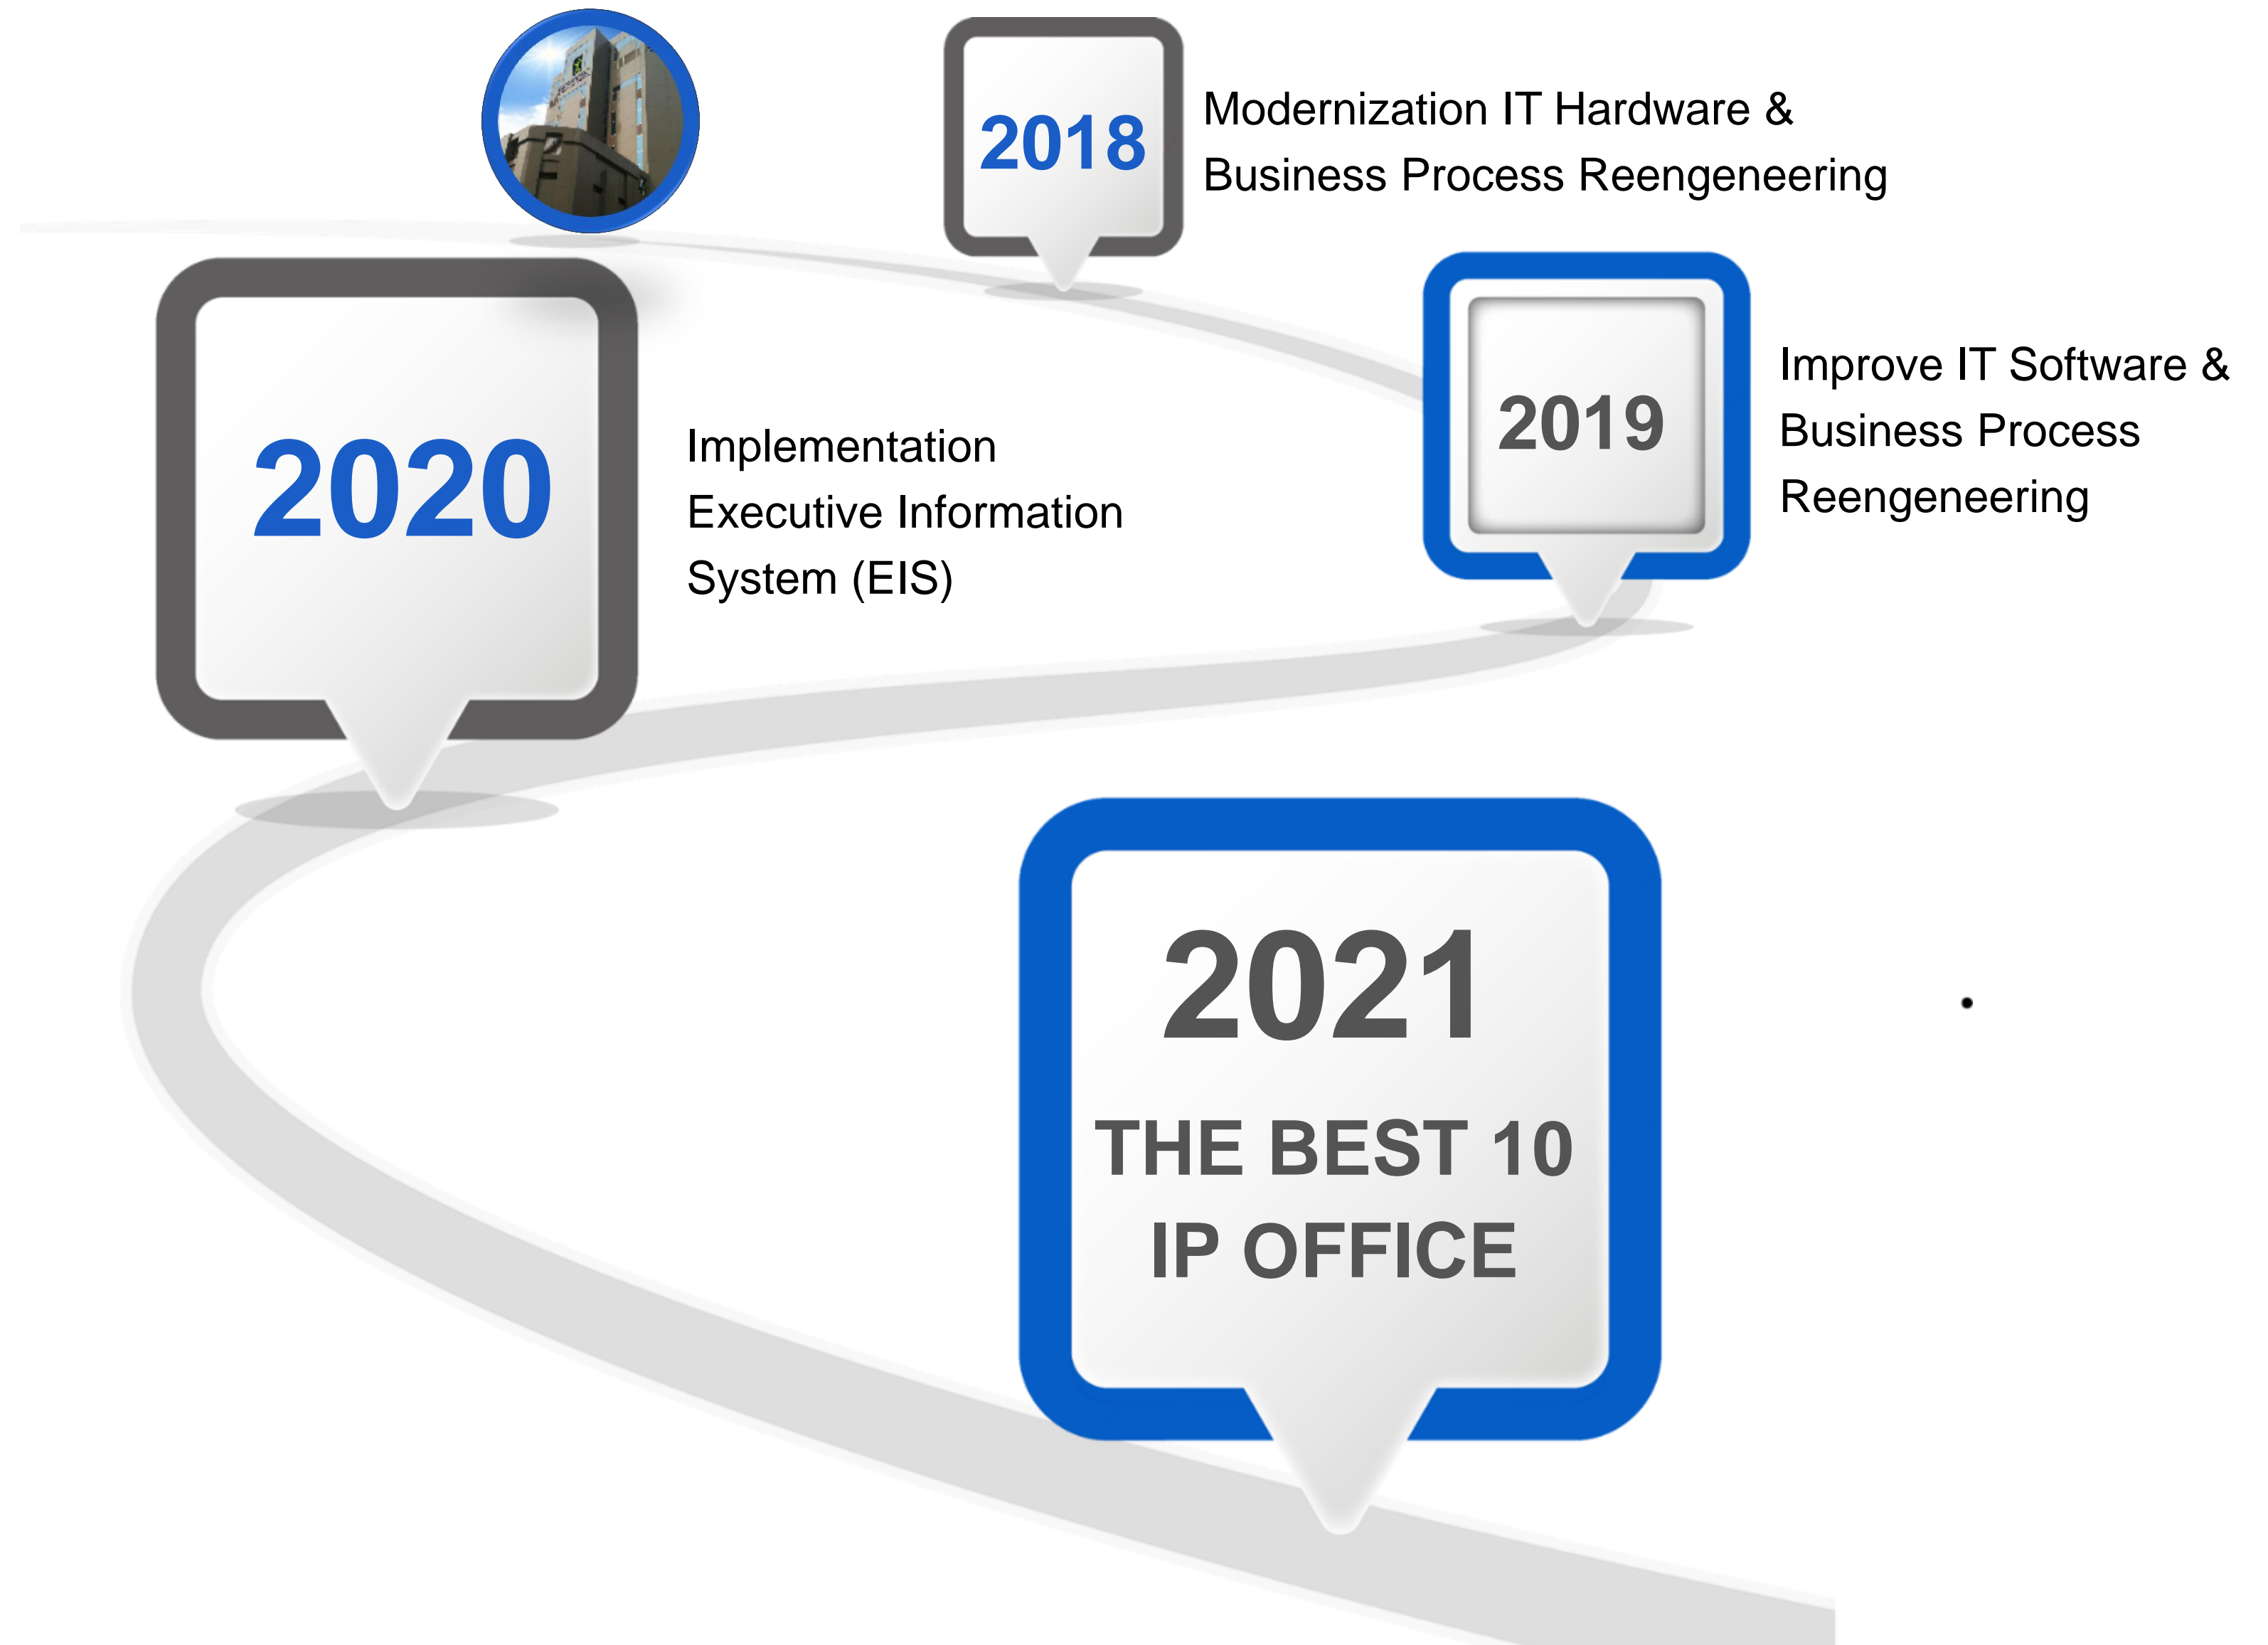 2018
Modernization IT Hardware &
Business Process Reengeneering
2019
Improve IT Software &
Business Process
Reengeneering
2020
Implementation
Executive Information
System (EIS)
2021
THE BEST 10
IP OFFICE